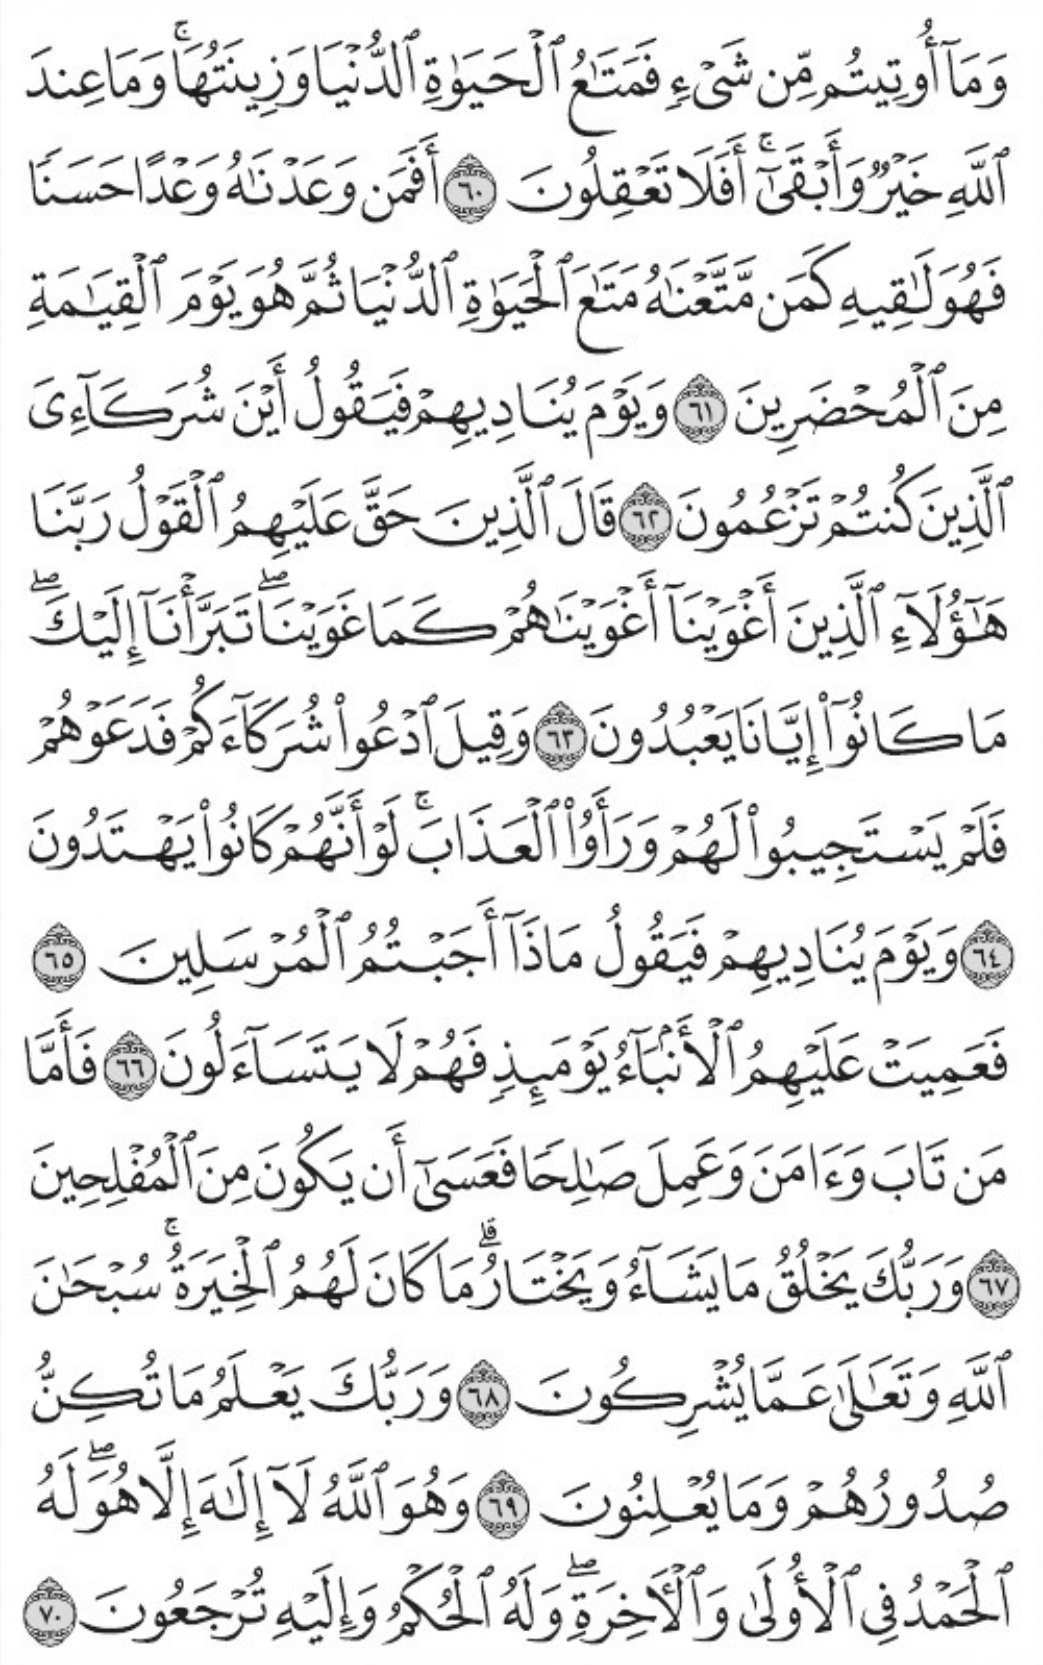 وَمَآ أُوتِيتُم مِّن شَىْءٍ فَمَتَٰعُ ٱلْحَيَوٰةِ ٱلدُّنْيَا وَزِينَتُهَا ۚ وَمَا عِندَ
ٱللَّهِ خَيْرٌ وَأَبْقَىٰٓ ۚ أَفَلَا تَعْقِلُونَ ٦٠ أَفَمَن وَعَدْنَٰهُ وَعْدًا حَسَنًا
فَهُوَ لَٰقِيهِ كَمَن مَّتَّعْنَٰهُ مَتَٰعَ ٱلْحَيَوٰةِ ٱلدُّنْيَا ثُمَّ هُوَ يَوْمَ ٱلْقِيَٰمَةِ
مِنَ ٱلْمُحْضَرِينَ ٦١ وَيَوْمَ يُنَادِيهِمْ فَيَقُولُ أَيْنَ شُرَكَآءِىَ
ٱلَّذِينَ كُنتُمْ تَزْعُمُونَ ٦٢ قَالَ ٱلَّذِينَ حَقَّ عَلَيْهِمُ ٱلْقَوْلُ رَبَّنَا
هَٰٓؤُلَآءِ ٱلَّذِينَ أَغْوَيْنَآ أَغْوَيْنَٰهُمْ كَمَا غَوَيْنَا ۖ تَبَرَّأْنَآ إِلَيْكَ ۖ
مَا كَانُوٓا۟ إِيَّانَا يَعْبُدُونَ ٦٣ وَقِيلَ ٱدْعُوا۟ شُرَكَآءَكُمْ فَدَعَوْهُمْ
فَلَمْ يَسْتَجِيبُوا۟ لَهُمْ وَرَأَوُا۟ ٱلْعَذَابَ ۚ لَوْ أَنَّهُمْ كَانُوا۟ يَهْتَدُونَ
٦٤ وَيَوْمَ يُنَادِيهِمْ فَيَقُولُ مَاذَآ أَجَبْتُمُ ٱلْمُرْسَلِينَ ٦٥
فَعَمِيَتْ عَلَيْهِمُ ٱلْأَنۢبَآءُ يَوْمَئِذٍ فَهُمْ لَا يَتَسَآءَلُونَ ٦٦ فَأَمَّا
مَن تَابَ وَءَامَنَ وَعَمِلَ صَٰلِحًا فَعَسَىٰٓ أَن يَكُونَ مِنَ ٱلْمُفْلِحِينَ
٦٧ وَرَبُّكَ يَخْلُقُ مَا يَشَآءُ وَيَخْتَارُ ۗ مَا كَانَ لَهُمُ ٱلْخِيَرَةُ ۚ سُبْحَٰنَ
ٱللَّهِ وَتَعَٰلَىٰ عَمَّا يُشْرِكُونَ ٦٨ وَرَبُّكَ يَعْلَمُ مَا تُكِنُّ
صُدُورُهُمْ وَمَا يُعْلِنُونَ ٦٩ وَهُوَ ٱللَّهُ لَآ إِلَٰهَ إِلَّا هُوَ ۖ لَهُ
ٱلْحَمْدُ فِى ٱلْأُولَىٰ وَٱلْءَاخِرَةِ ۖ وَلَهُ ٱلْحُكْمُ وَإِلَيْهِ تُرْجَعُونَ ٧٠